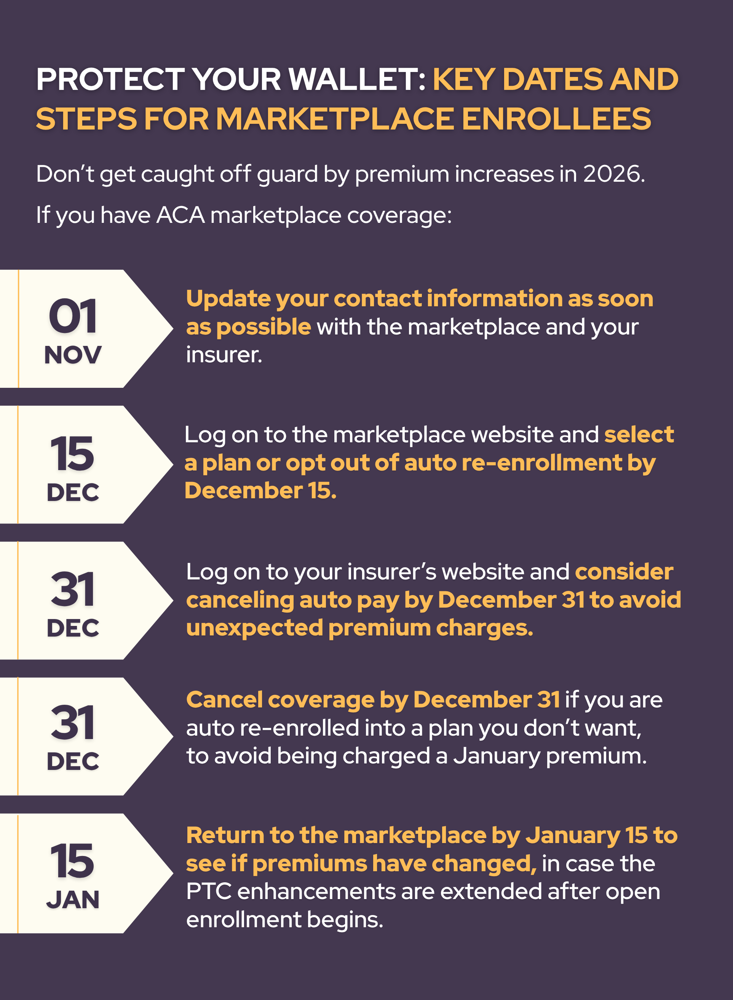 PROTECT YOUR WALLET: KEY DATES AND
STEPS FOR MARKETPLACE ENROLLEES
Don’t get caught off guard by premium increases in 2026.
If you have ACA marketplace coverage:
01
NOV
Update your contact information as soon
as possible with the marketplace and your
insurer.
15
DEC
Log on to the marketplace website and select
a plan or opt out of auto re-enrollment by
December 15.
31
DEC
Log on to your insurer’s website and consider
canceling auto pay by December 31 to avoid
unexpected premium charges.
31
DEC
Cancel coverage by December 31 if you are
auto re-enrolled into a plan you don’t want,
to avoid being charged a January premium.
15
JAN
Return to the marketplace by January 15 to
see if premiums have changed, in case the
PTC enhancements are extended after open
enrollment begins.